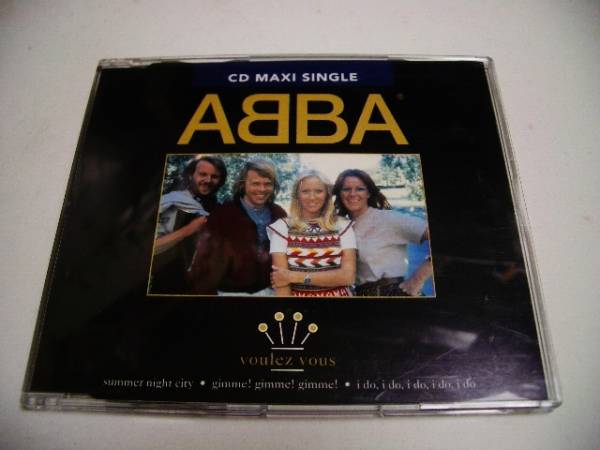 CD MAXI SINGLE
ABBA
voulez vous
summer night city • gimme! gimme! gimme! • i do, i do, i do, i do, i do